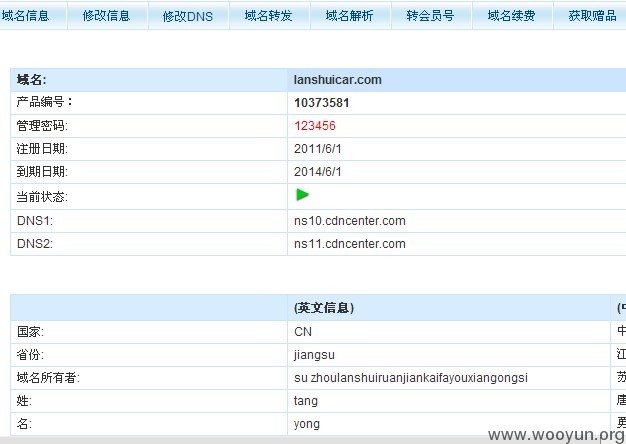 域名信息 修改信息 修改DNS 域名转发 域名解析 转会员号 域名续费 获取赠品
域名: lanshuicar.com
产品编号： 10373581
管理密码: 123456
注册日期: 2011/6/1
到期日期: 2014/6/1
当前状态:
DNS1: ns10.cdncenter.com
DNS2: ns11.cdncenter.com
(英文信息) (中
国家: CN 中
省份: jiangsu 江
域名所有者: su zhoulanshuiruanjiankaifayouxiangongsi 苏
姓: tang 唐
名: yong 勇
www.wooyun.org